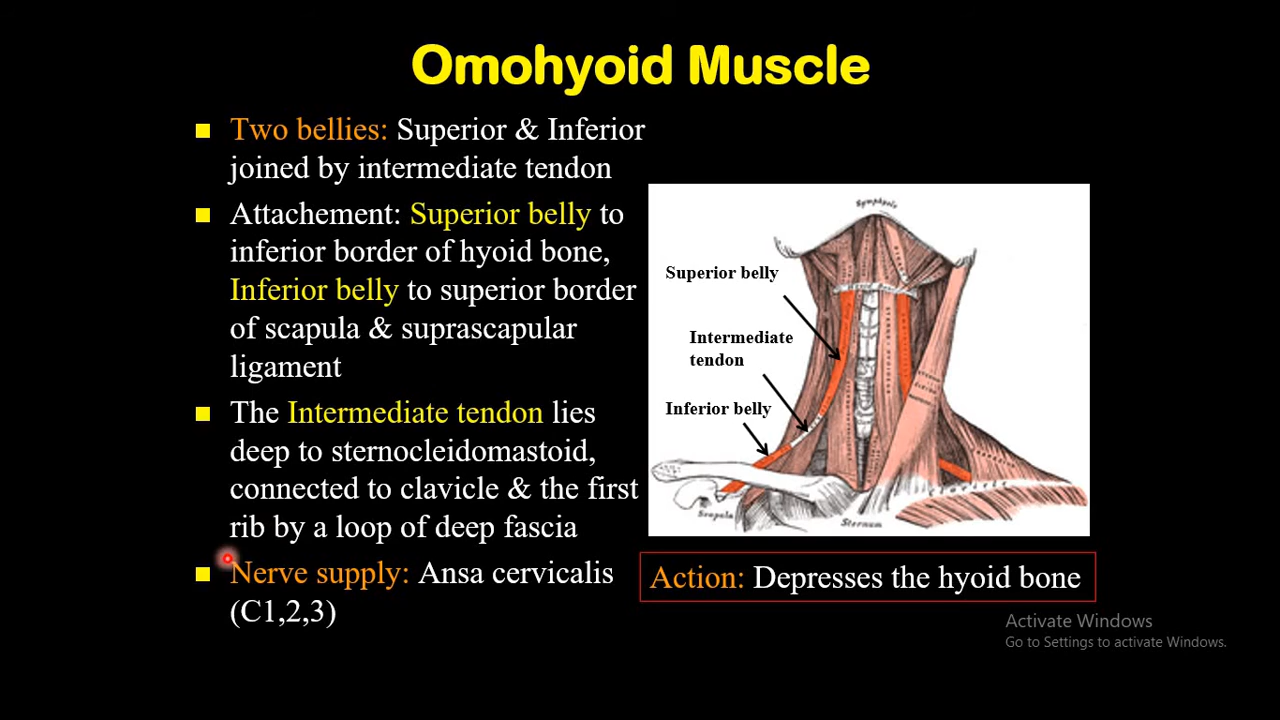 Omohyoid Muscle
Two bellies: Superior & Inferior
joined by intermediate tendon
Attachement: Superior belly to
inferior border of hyoid bone,
Inferior belly to superior border
of scapula & suprascapular
ligament
The Intermediate tendon lies
deep to sternocleidomastoid,
connected to clavicle & the first
rib by a loop of deep fascia
Nerve supply: Ansa cervicalis
(C1,2,3)
Symphysis
Superior belly
Intermediate
tendon
Inferior belly
Scapula
Sternum
Action: Depresses the hyoid bone
Activate Windows
Go to Settings to activate Windows.